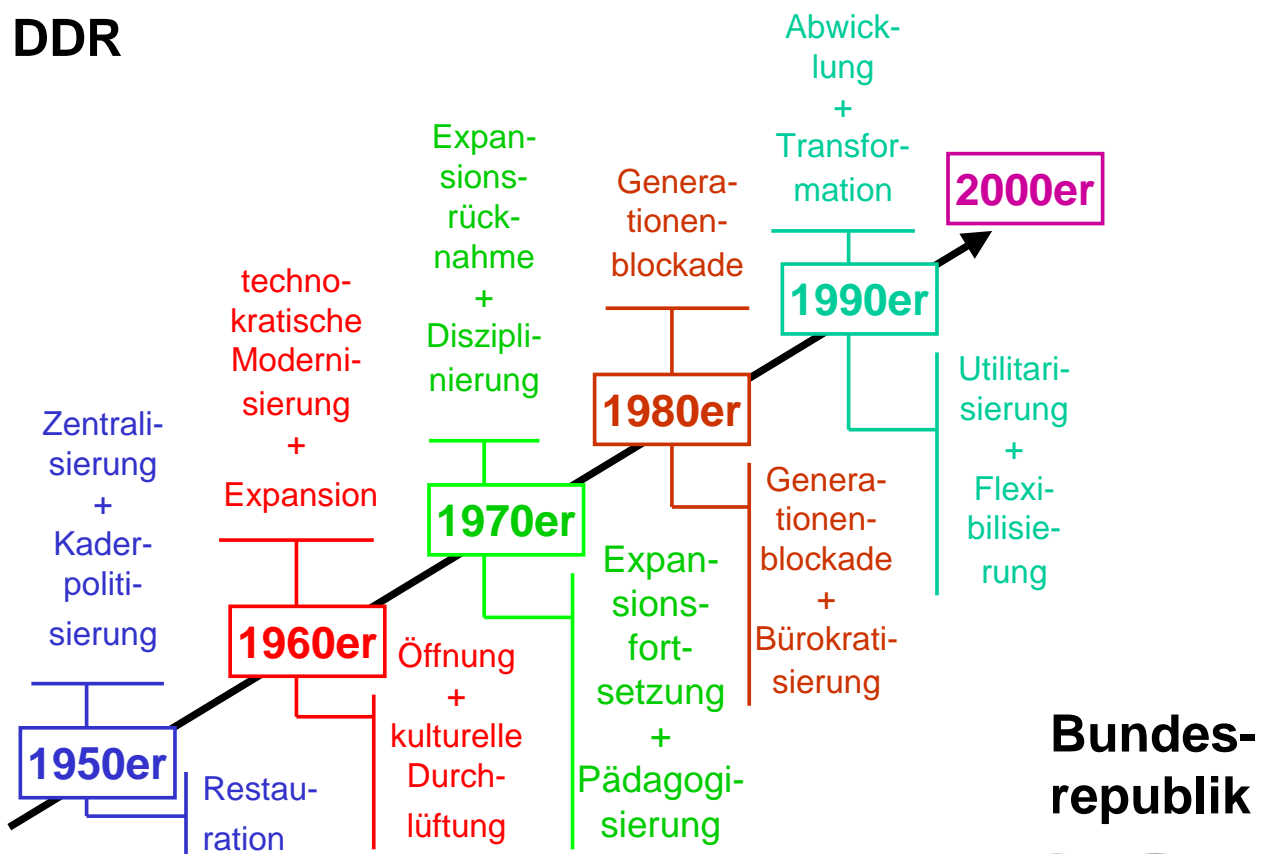 DDR
Zentrali-
sierung
+
Kader-
politi-
sierung
1950er
Restau-
ration
techno-
kratische
Moderni-
sierung
+
Expansion
1960er
Öffnung
+
kulturelle
Durch-
lüftung
Expan-
sions-
rück-
nahme
+
Diszipli-
nierung
1970er
Expan-
sions-
fort-
setzung
+
Pädagogi-
sierung
Genera-
tionen-
blockade
1980er
Genera-
tionen-
blockade
+
Bürokrati-
sierung
Abwick-
lung
+
Transfor-
mation
1990er
Utilitari-
sierung
+
Flexi-
bilisie-
rung
2000er
Bundes-
republik